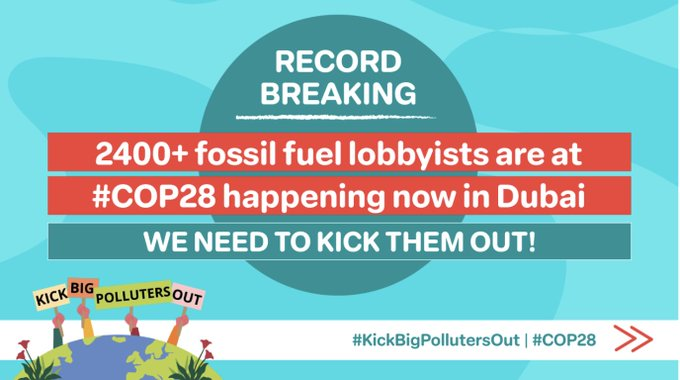 RECORD
BREAKING
2400+ fossil fuel lobbyists are at
#COP28 happening now in Dubai
WE NEED TO KICK THEM OUT!
KICK BIG POLLUTERS OUT
#KickBigPollutersOut | #COP28